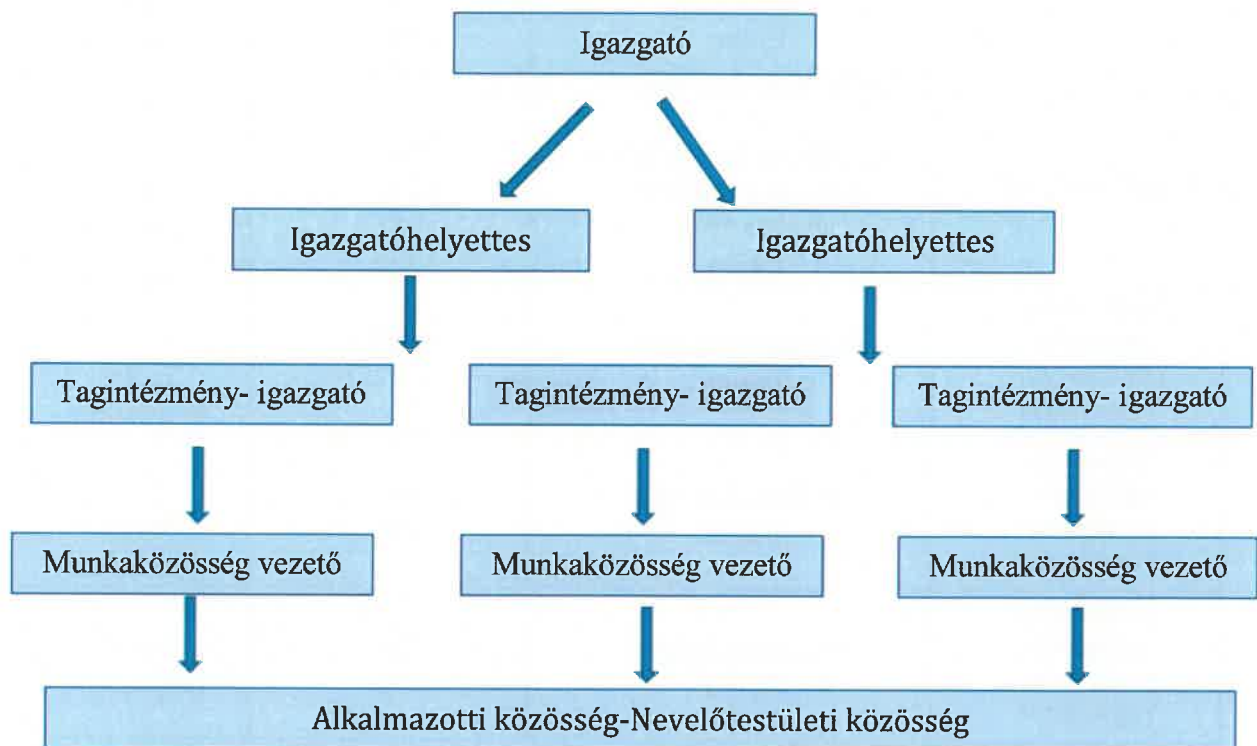 Igazgató
Igazgatóhelyettes
Igazgatóhelyettes
Tagintézmény- igazgató
Tagintézmény- igazgató
Tagintézmény- igazgató
Munkaközösség vezető
Munkaközösség vezető
Munkaközösség vezető
Alkalmazotti közösség-Nevelőtestületi közösség